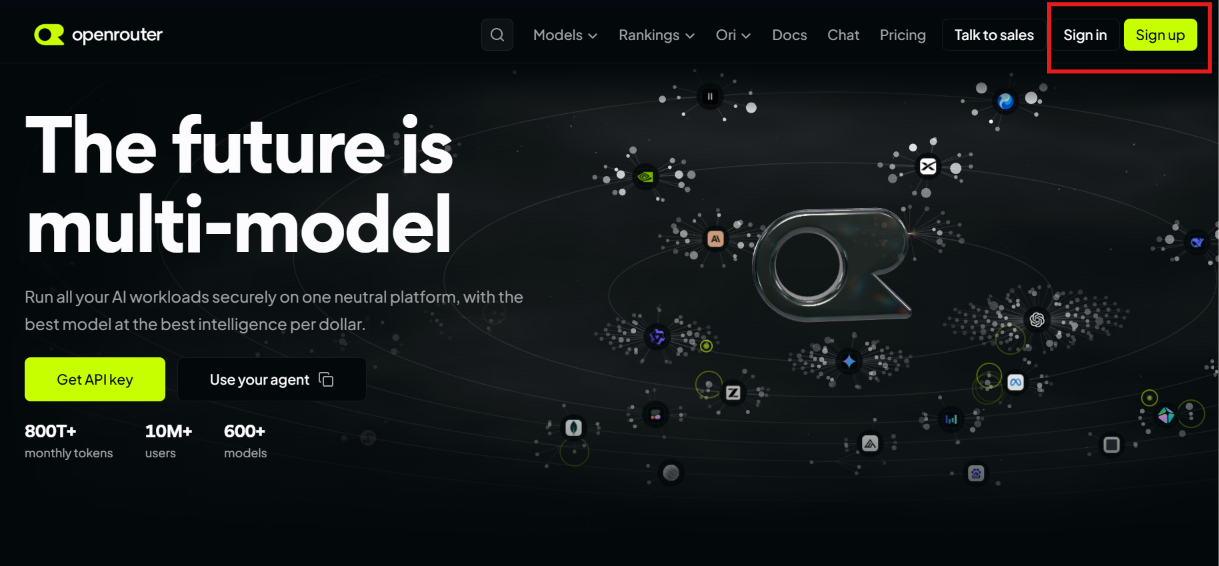 openrouter
Models Rankings Ori Docs Chat Pricing Talk to sales Sign in Sign up
The future is
multi-model
Run all your AI workloads securely on one neutral platform, with the
best model at the best intelligence per dollar.
Get API key Use your agent
800T+ 10M+ 600+
monthly tokens users models